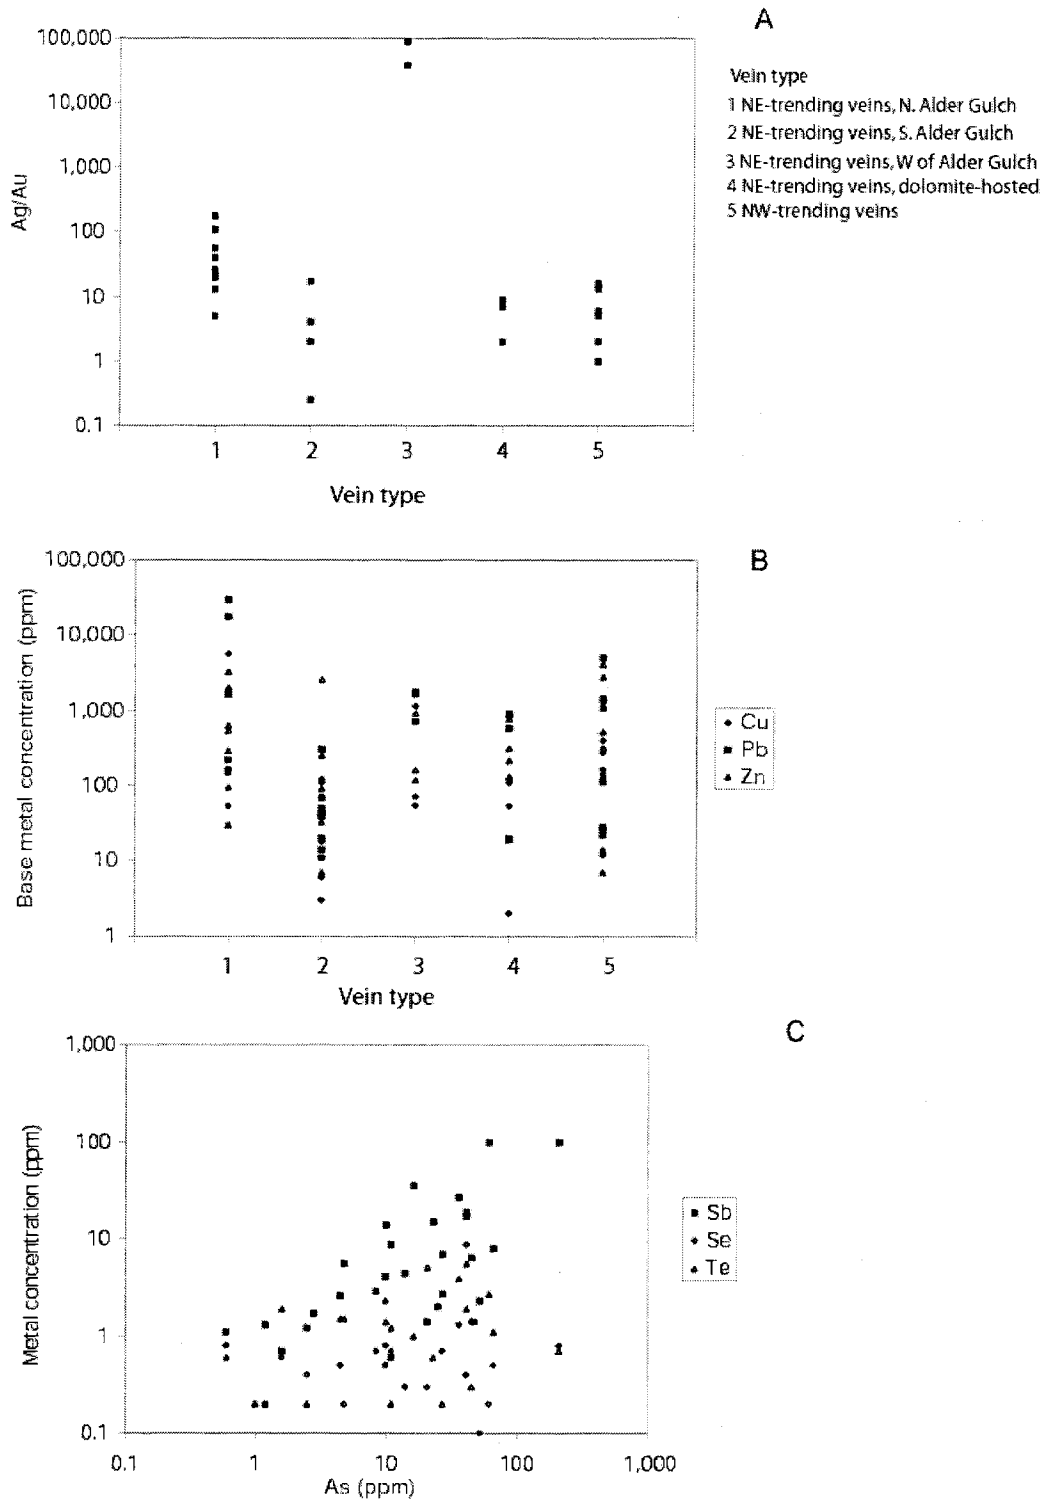 A
100,000
10,000
1,000
100
10
1
0.1
Ag/Au
1 2 3 4 5
Vein type
Vein type
1 NE-trending veins, N. Alder Gulch
2 NE-trending veins, S. Alder Gulch
3 NE-trending veins, W of Alder Gulch
4 NE-trending veins, dolomite-hosted
5 NW-trending veins
B
100,000
10,000
1,000
100
10
1
Base metal concentration (ppm)
1 2 3 4 5
Vein type
Cu
Pb
Zn
C
1,000
100
10
1
0.1
Metal concentration (ppm)
0.1 1 10 100 1,000
As (ppm)
Sb
Se
Te